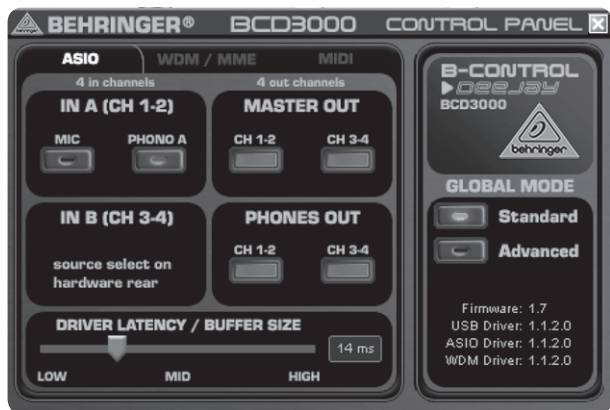 BEHRINGER® BCD3000 CONTROL PANEL
ASIO WDM / MME MIDI
4 in channels 4 out channels
IN A (CH 1-2)
MIC PHONO A
MASTER OUT
CH 1-2 CH 3-4
IN B (CH 3-4)
source select on
hardware rear
PHONES OUT
CH 1-2 CH 3-4
DRIVER LATENCY / BUFFER SIZE
14 ms
LOW MID HIGH
B-CONTROL
DEEJAY
BCD3000
behringer
GLOBAL MODE
Standard
Advanced
Firmware: 1.7
USB Driver: 1.1.2.0
ASIO Driver: 1.1.2.0
WDM Driver: 1.1.2.0